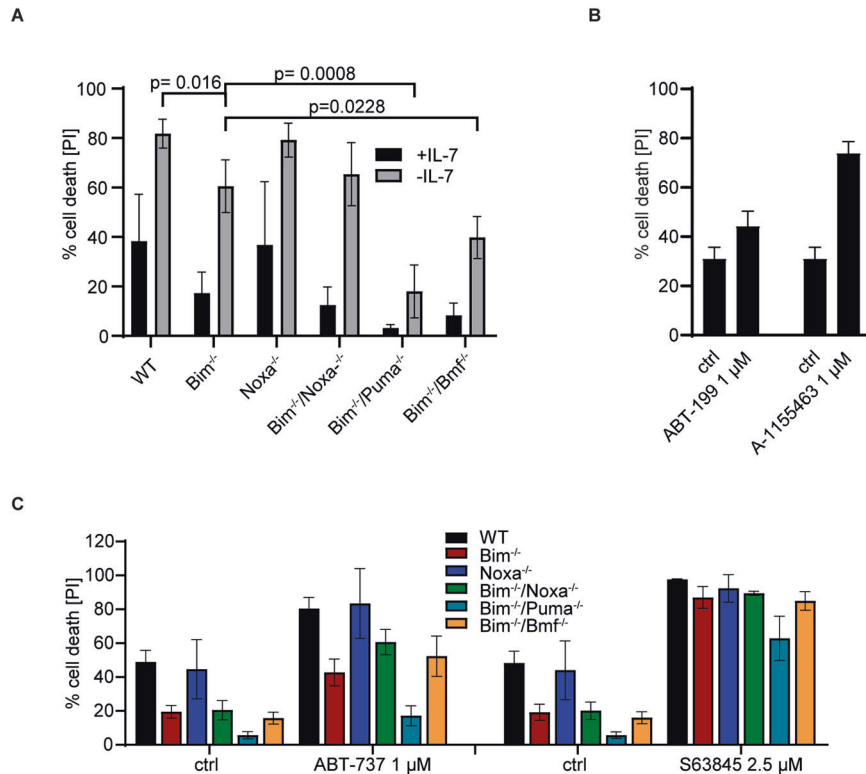 A
B
p= 0.016
p= 0.0008
p=0.0228
% cell death [PI]
100
80
60
40
20
0
+IL-7
-IL-7
WT
Bim-/-
Noxa-/-
Bim-/-/Noxa-/-
Bim-/-/Puma-/-
Bim-/-/Bmf-/-
% cell death [PI]
100
80
60
40
20
0
ctrl
ABT-199 1 µM
ctrl
A-1155463 1 µM
C
% cell death [PI]
120
100
80
60
40
20
0
WT
Bim-/-
Noxa-/-
Bim-/-/Noxa-/-
Bim-/-/Puma-/-
Bim-/-/Bmf-/-
ctrl
ABT-737 1 µM
ctrl
S63845 2.5 µM